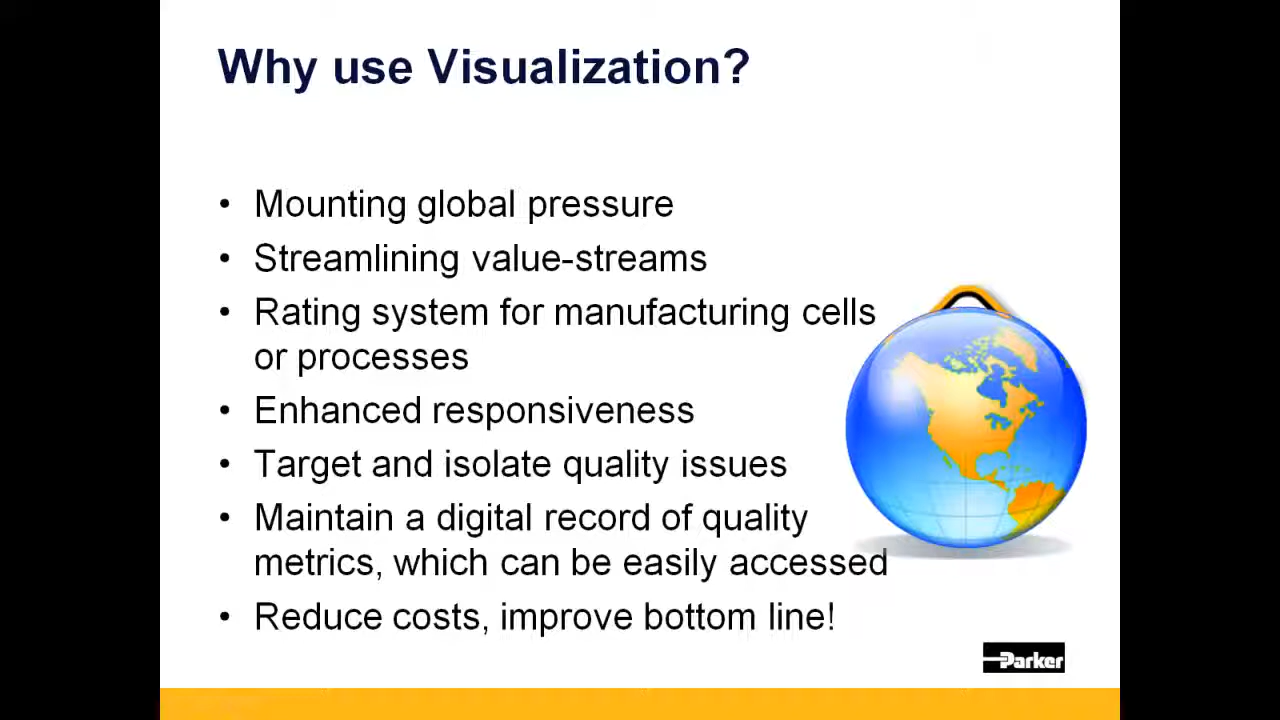 Why use Visualization?
• Mounting global pressure
• Streamlining value-streams
• Rating system for manufacturing cells
or processes
• Enhanced responsiveness
• Target and isolate quality issues
• Maintain a digital record of quality
metrics, which can be easily accessed
• Reduce costs, improve bottom line!
Parker